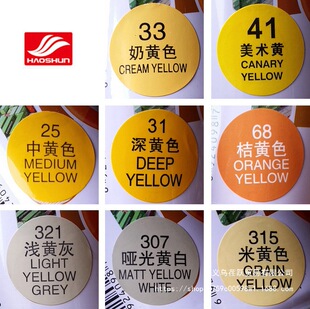 HAOSHUN
33
奶黄色
CREAM YELLOW
41
美术黄
CANARY
YELLOW
25
中黄色
MEDIUM
YELLOW
31
深黄色
DEEP
YELLOW
68
桔黄色
ORANGE
YELLOW
321
浅黄灰
LIGHT
YELLOW
GREY
307
哑光黄白
MATT YELLOW
315
米黄色
YELLOW